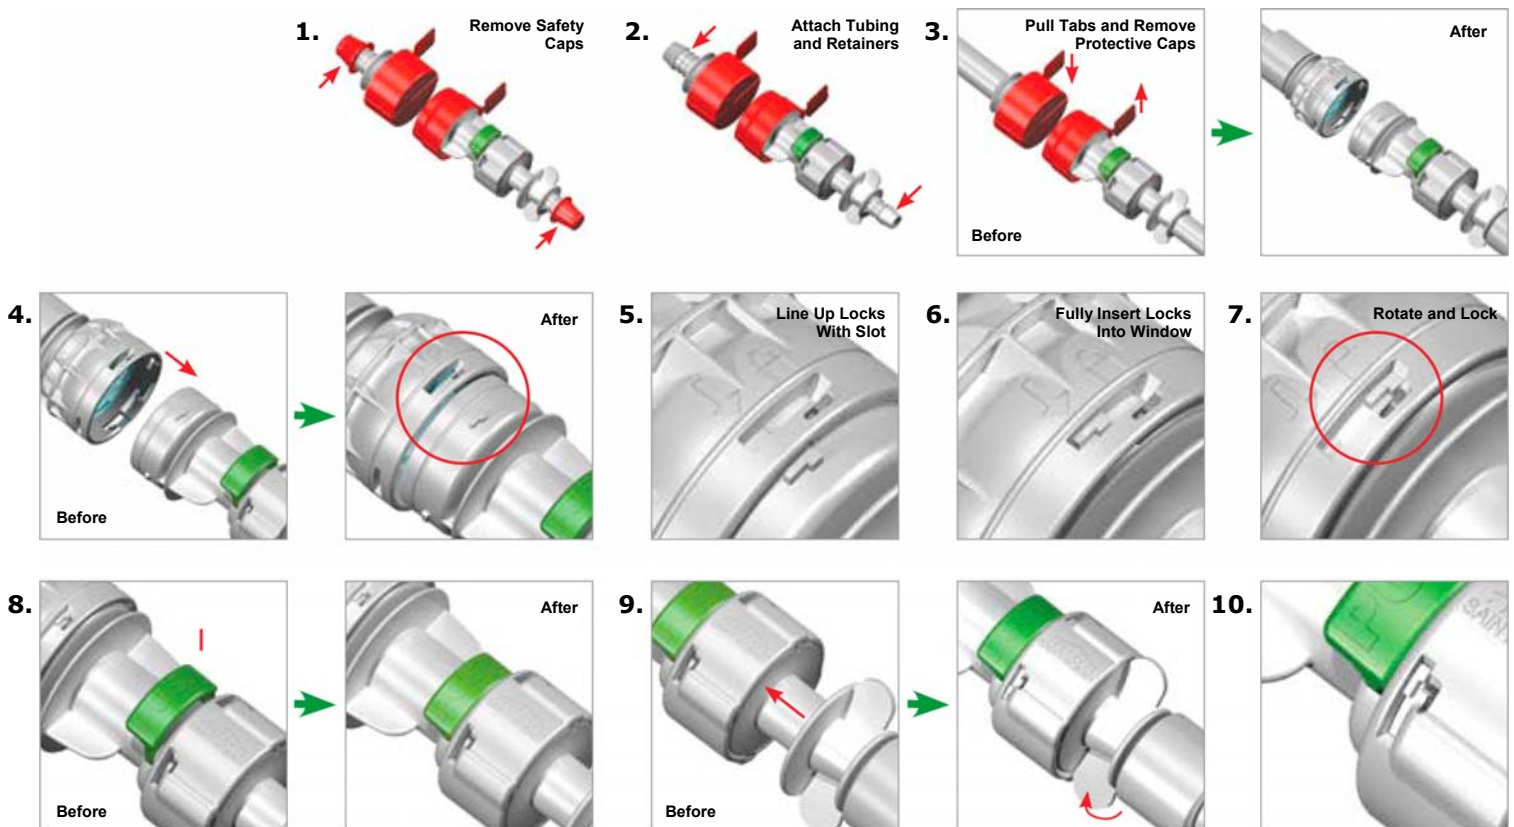 1.
Remove Safety
Caps
2.
Attach Tubing
and Retainers
3.
Pull Tabs and Remove
Protective Caps
Before
After
4.
Before
After
5.
Line Up Locks
With Slot
6.
Fully Insert Locks
Into Window
7.
Rotate and Lock
8.
Before
After
9.
Before
After
10.